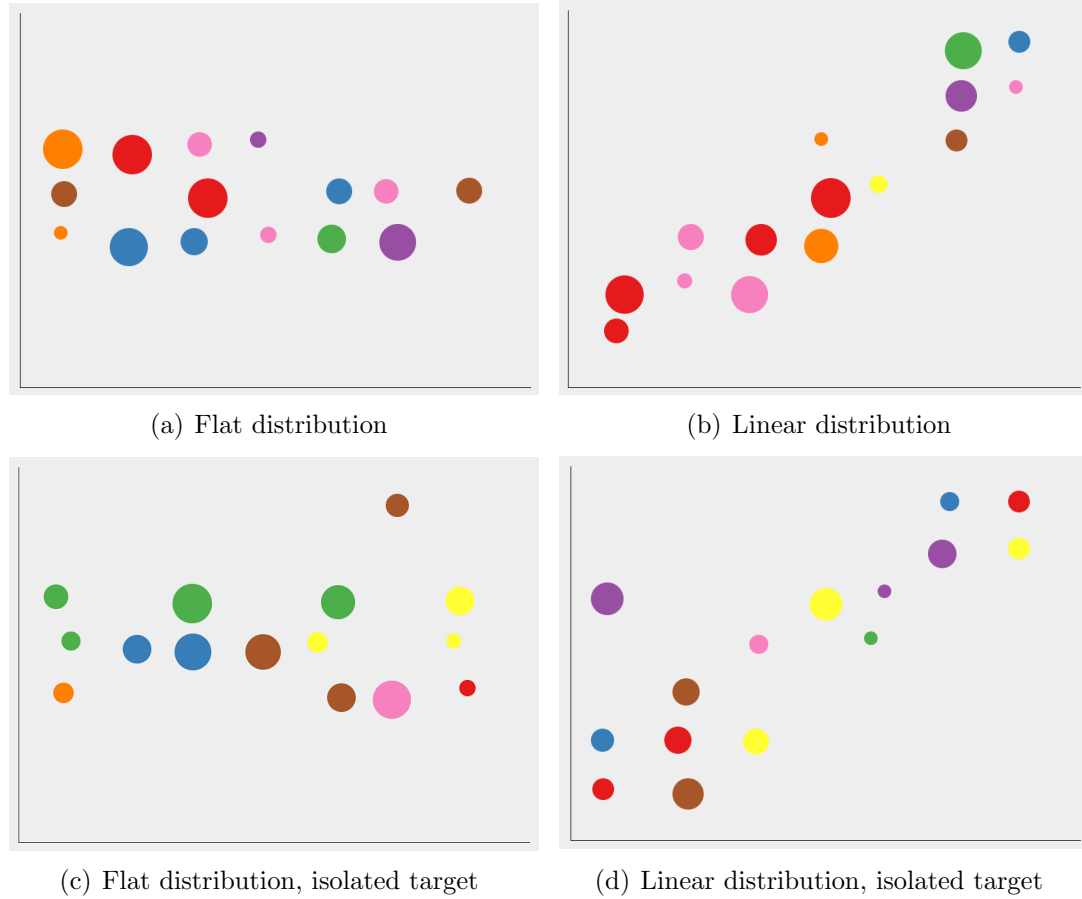 (a) Flat distribution
(b) Linear distribution
(c) Flat distribution, isolated target
(d) Linear distribution, isolated target